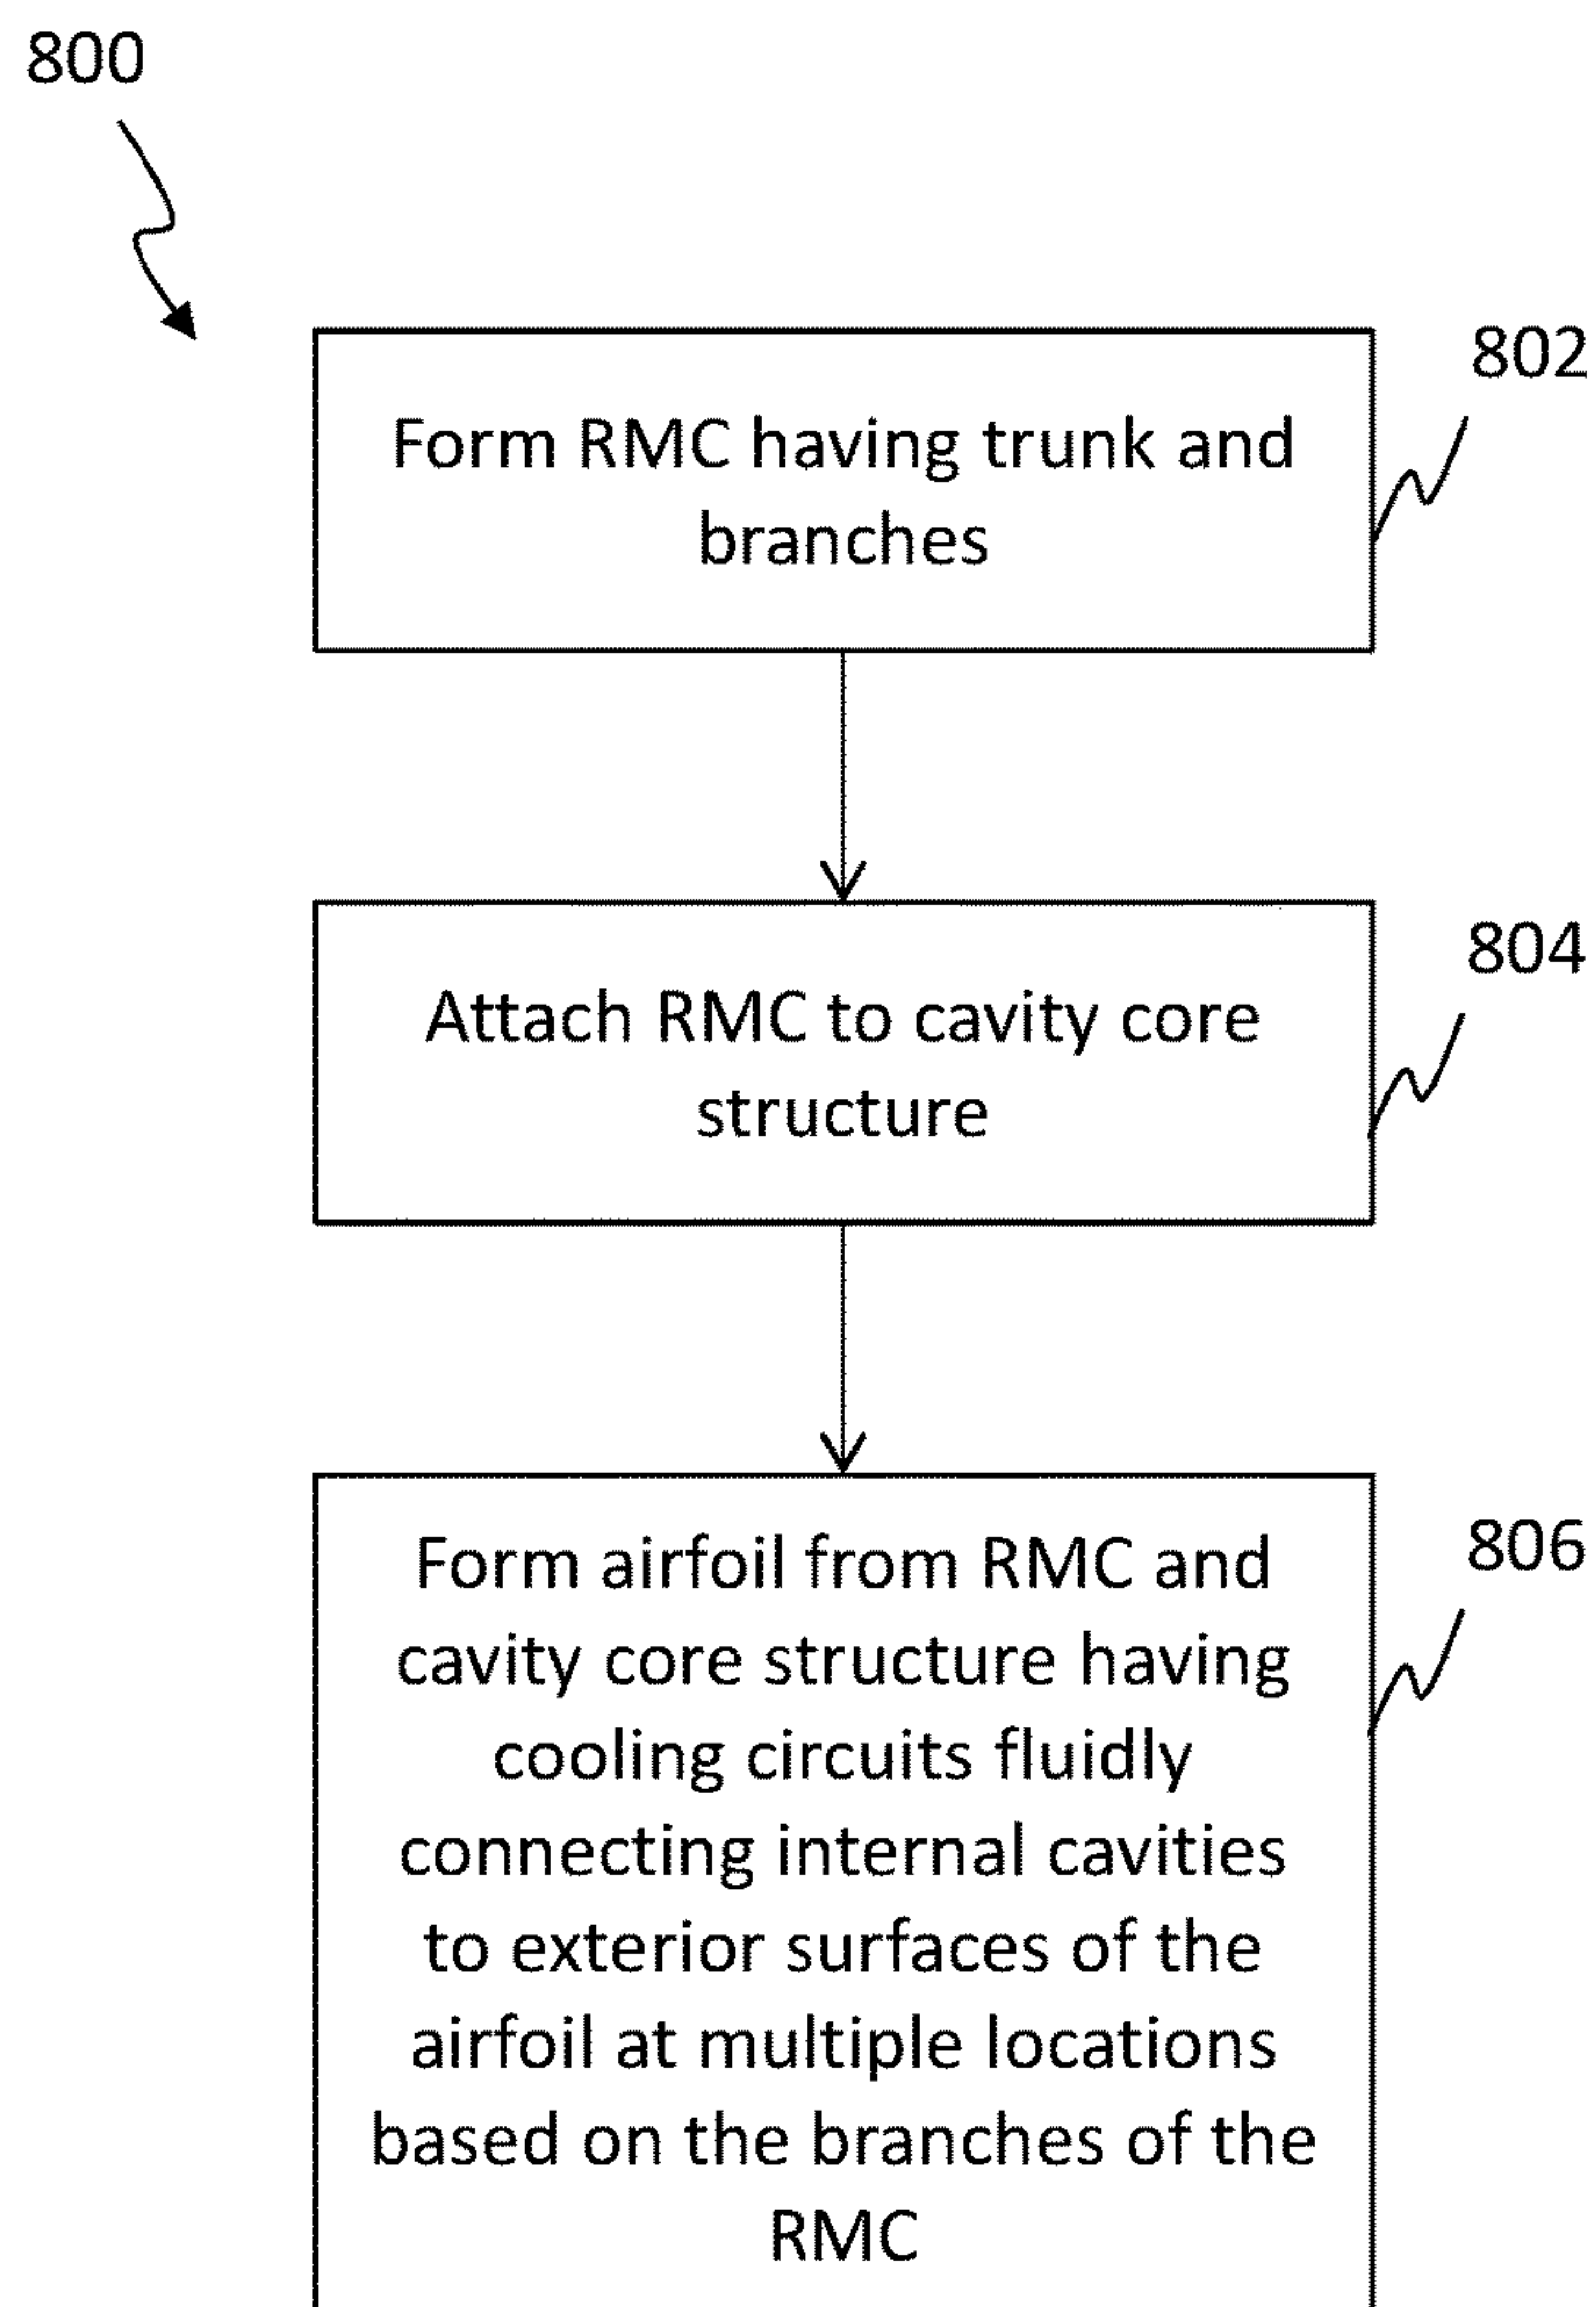 800
802
Form RMC having trunk and
branches
804
Attach RMC to cavity core
structure
806
Form airfoil from RMC and
cavity core structure having
cooling circuits fluidly
connecting internal cavities
to exterior surfaces of the
airfoil at multiple locations
based on the branches of the
RMC